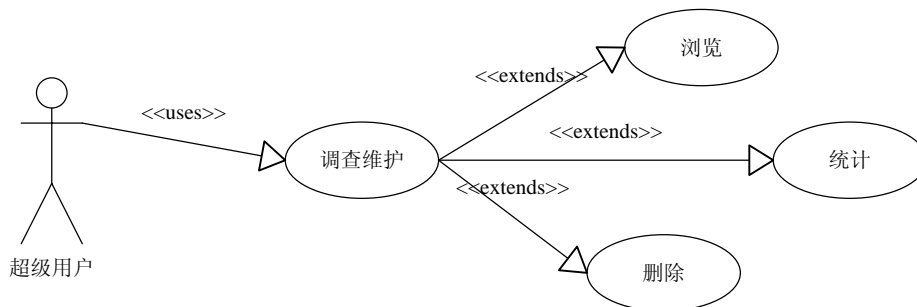 浏览
<<extends>>
<<uses>>
<<extends>>
调查维护
统计
<<extends>>
超级用户
删除